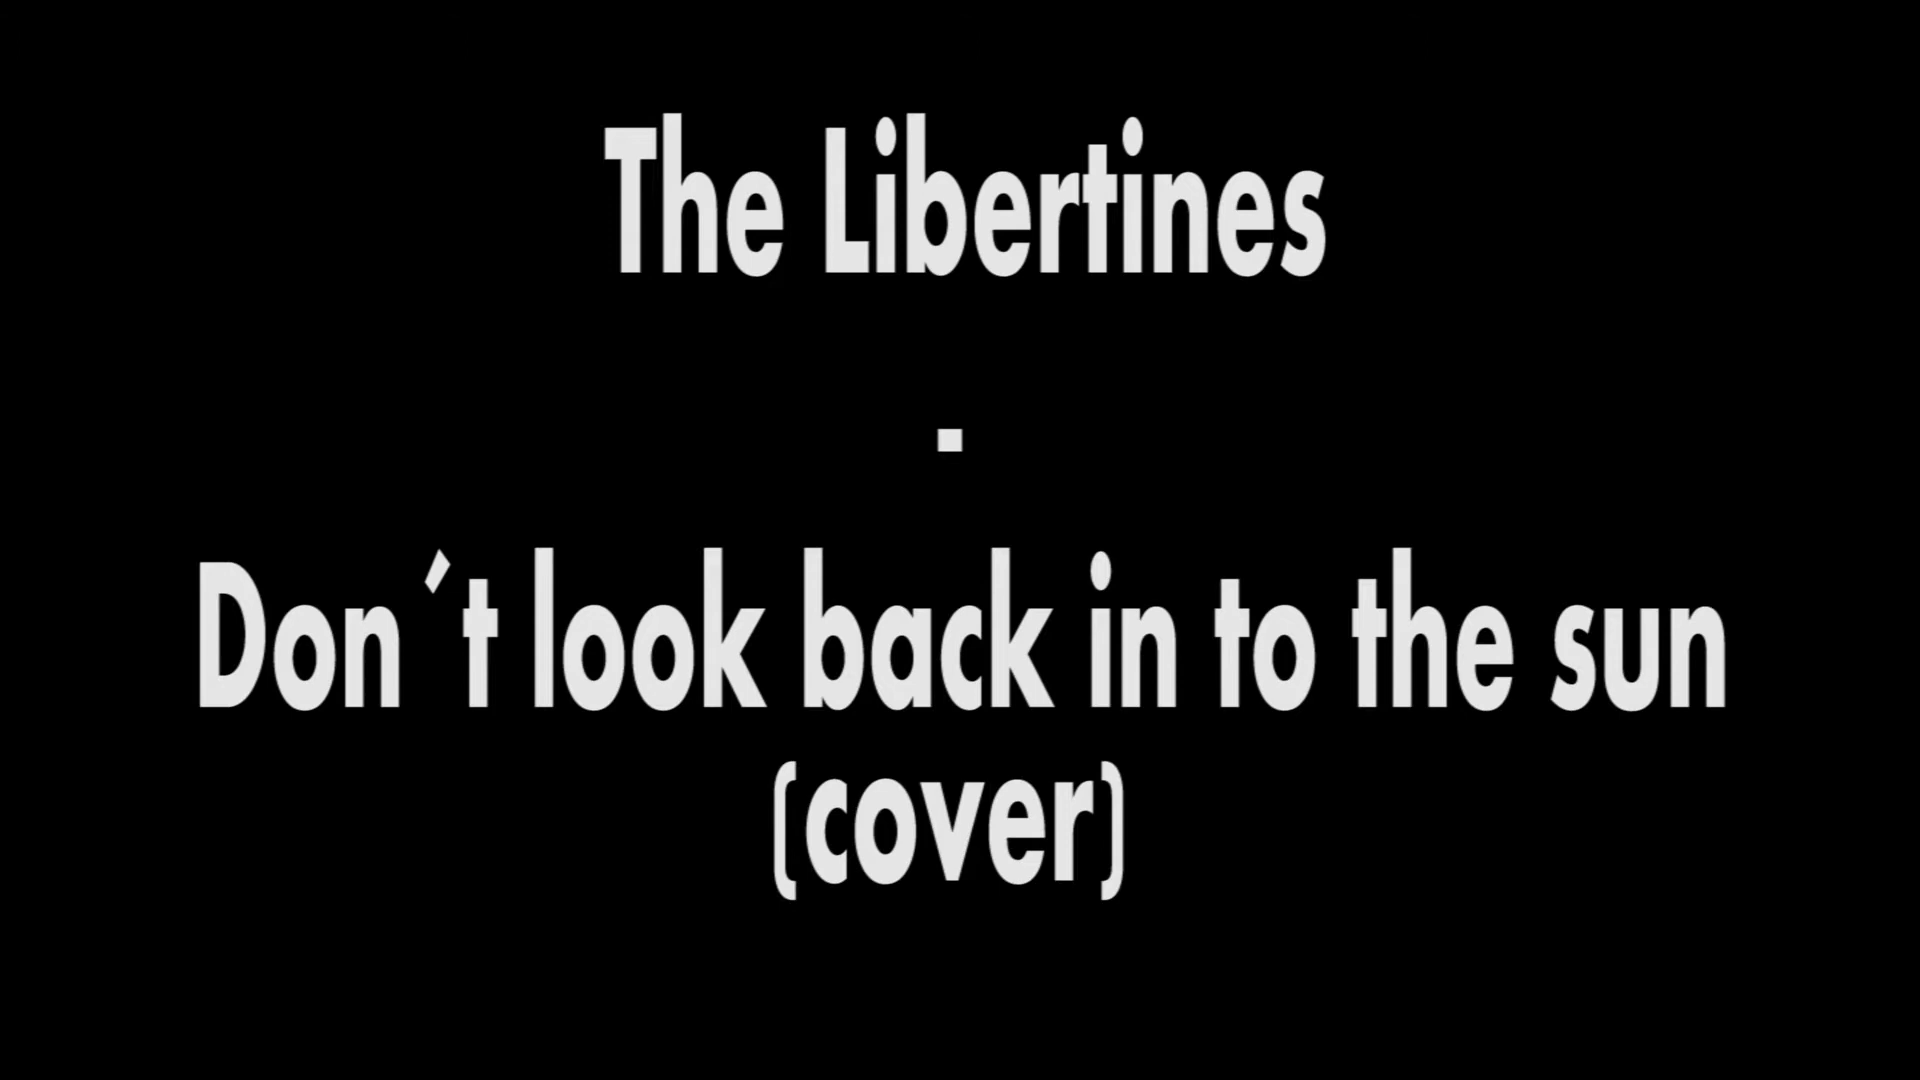 The Libertines
-
Don´t look back in to the sun
(cover)